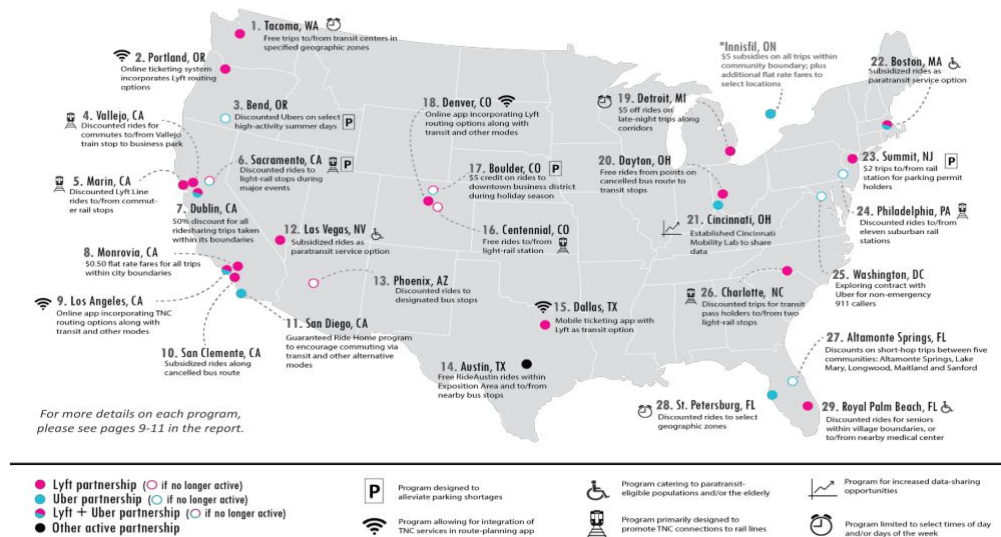 1. Tacoma, WA
Free trips to/from transit centers in
specified geographic zones
2. Portland, OR
Online ticketing system
incorporates Lyft routing
options
3. Bend, OR
Discounted Ubers on select
high-activity summer days
P
4. Vallejo, CA
Discounted rides for
commutes to/from Vallejo
train stop to business park
5. Marin, CA
Discounted Lyft Line
rides to/from commut-
er rail stops
6. Sacramento, CA
P
Discounted rides to
light-rail stops during
major events
7. Dublin, CA
50% discount for all
ridesharing trips taken
within its boundaries
8. Monrovia, CA
$0.50 flat rate fares for all trips
within city boundaries
9. Los Angeles, CA
Online app incorporating TNC
routing options along with
transit and other modes
10. San Clemente, CA
Subsidized rides along
cancelled bus route
11. San Diego, CA
Guaranteed Ride Home program
to encourage commuting via
transit and other alternative
modes
12. Las Vegas, NV
Subsidized rides as
paratransit service option
13. Phoenix, AZ
Discounted rides to
designated bus stops
14. Austin, TX
Free RideAustin rides within
Exposition Area and to/from
nearby bus stops
15. Dallas, TX
Mobile ticketing app with
Lyft as transit option
16. Centennial, CO
Free rides to/from
light-rail station
17. Boulder, CO
P
$5 credit on rides to
downtown business district
during holiday season
18. Denver, CO
Online app incorporating Lyft
routing options along with
transit and other modes
19. Detroit, MI
$5 off rides on
late-night trips along
corridors
20. Dayton, OH
Free rides from points on
cancelled bus route to
transit stops
21. Cincinnati, OH
Established Cincinnati
Mobility Lab to share
data
*Innisfil, ON
$5 subsidies on all trips within
community boundary; plus
additional flat rate fares to
select locations
22. Boston, MA
Subsidized rides as
paratransit service option
23. Summit, NJ
P
$2 trips to/from rail
station for parking permit
holders
24. Philadelphia, PA
Discounted rides to/from
eleven suburban rail
stations
25. Washington, DC
Exploring contract with
Uber for non-emergency
911 callers
26. Charlotte, NC
Discounted trips for transit
pass holders to/from two
light-rail stops
27. Altamonte Springs, FL
Discounts on short-hop trips between five
communities: Altamonte Springs, Lake
Mary, Longwood, Maitland and Sanford
28. St. Petersburg, FL
Discounted rides to select
geographic zones
29. Royal Palm Beach, FL
Discounted rides for seniors
within village boundaries, or
to/from nearby medical center
For more details on each program,
please see pages 9-11 in the report.
Lyft partnership (○ if no longer active)
Uber partnership (○ if no longer active)
Lyft + Uber partnership (○ if no longer active)
Other active partnership
P
Program designed to
alleviate parking shortages
Program allowing for integration of
TNC services in route-planning app
Program catering to paratransit-
eligible populations and/or the elderly
Program primarily designed to
promote TNC connections to rail lines
Program for increased data-sharing
opportunities
Program limited to select times of day
and/or days of the week